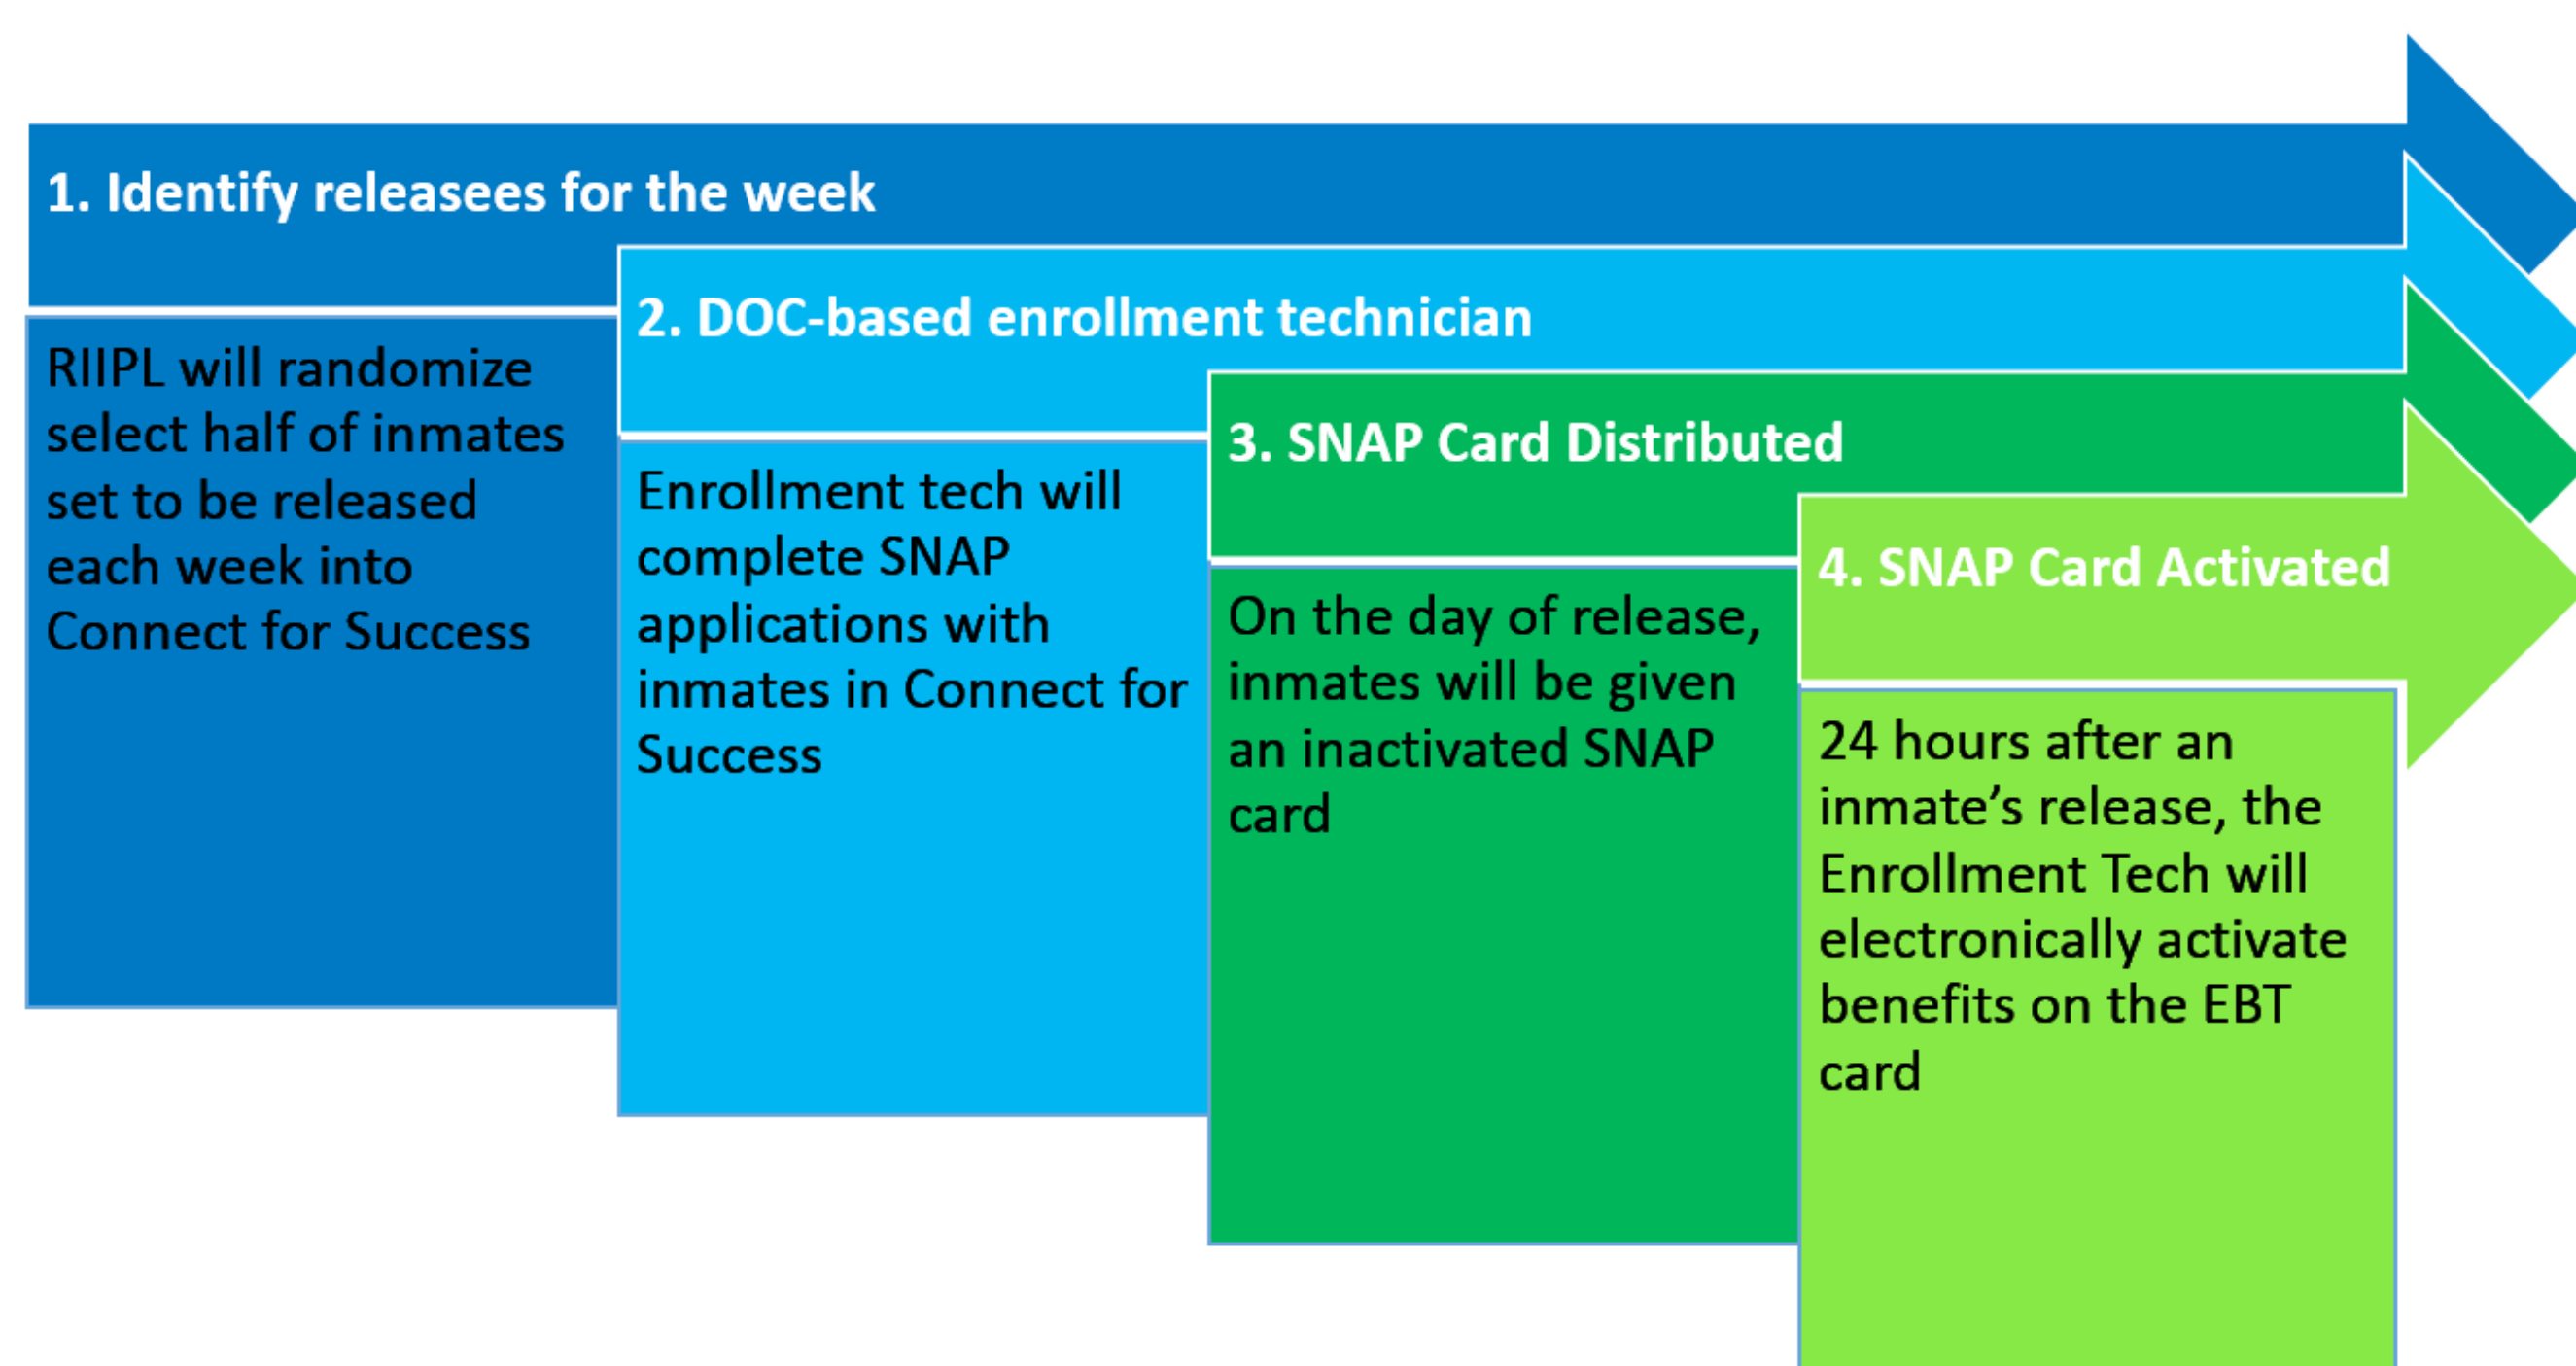 1. Identify releasees for the week
RIIPL will randomize
select half of inmates
set to be released
each week into
Connect for Success
2. DOC-based enrollment technician
Enrollment tech will
complete SNAP
applications with
inmates in Connect for
Success
3. SNAP Card Distributed
On the day of release,
inmates will be given
an inactivated SNAP
card
4. SNAP Card Activated
24 hours after an
inmate’s release, the
Enrollment Tech will
electronically activate
benefits on the EBT
card